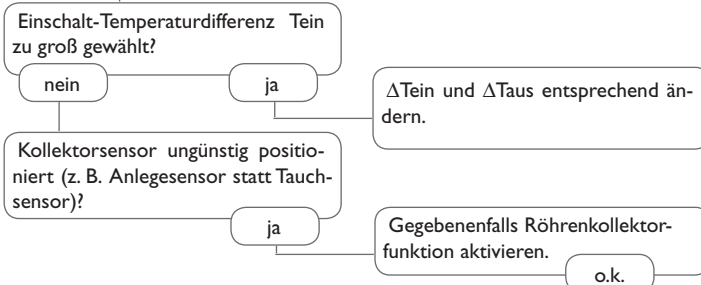 Einschalt-Temperaturdifferenz Tein
zu groß gewählt?
nein
ja
ΔTein und ΔTaus entsprechend än-
dern.
Kollektorsensor ungünstig positio-
niert (z. B. Anlegesensor statt Tauch-
sensor)?
ja
Gegebenenfalls Röhrenkollektor-
funktion aktivieren.
o.k.